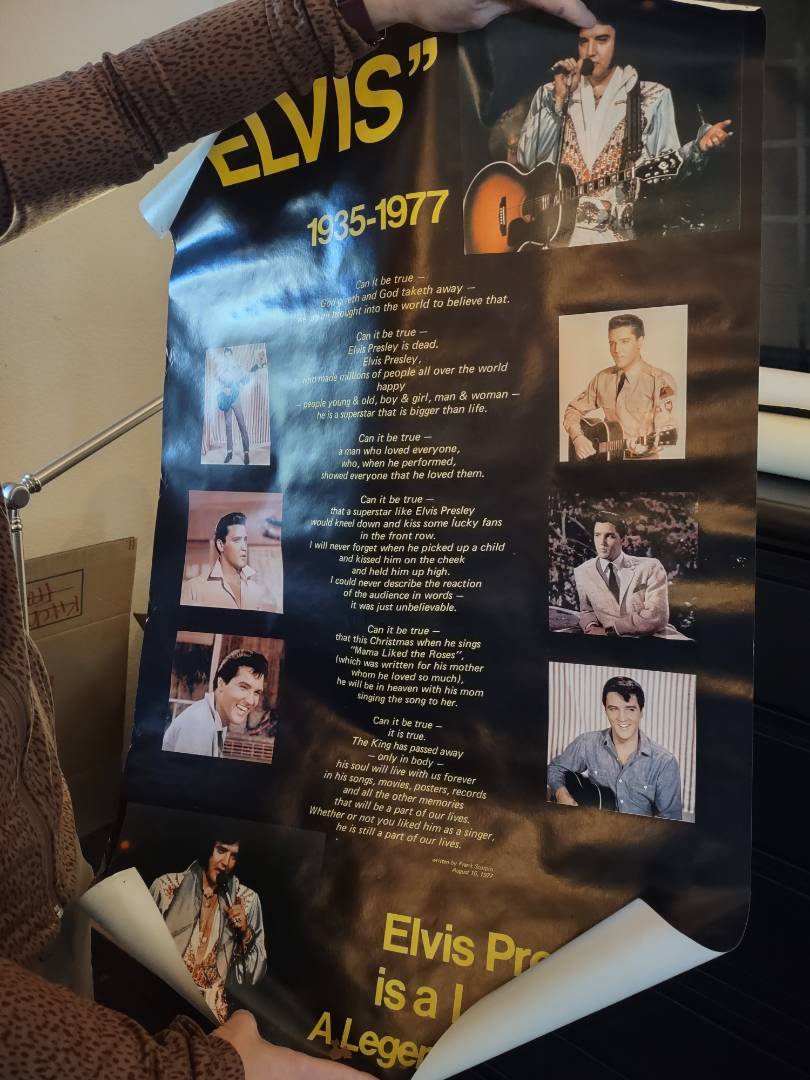 "ELVIS"
1935-1977
Can it be true —
God giveth and God taketh away —
brought into the world to believe that.
Can it be true —
Elvis Presley is dead.
Elvis Presley,
who made millions of people all over the world
happy
— people young & old, boy & girl, man & woman —
he is a superstar that is bigger than life.
Can it be true —
a man who loved everyone,
who, when he performed,
showed everyone that he loved them.
Can it be true —
that a superstar like Elvis Presley
would kneel down and kiss some lucky fans
in the front row.
I will never forget when he picked up a child
and kissed him on the cheek
and held him up high.
I could never describe the reaction
of the audience in words —
it was just unbelievable.
Can it be true —
that this Christmas when he sings
"Mama Liked the Roses",
(which was written for his mother
whom he loved so much),
he will be in heaven with his mom
singing the song to her.
Can it be true —
it is true.
The King has passed away
— only in body —
his soul will live with us forever
in his songs, movies, posters, records
and all the other memories
that will be a part of our lives.
Whether or not you liked him as a singer,
he is still a part of our lives.
written by Frank
August 16, 1977
Elvis Pre
is a L
A Legen